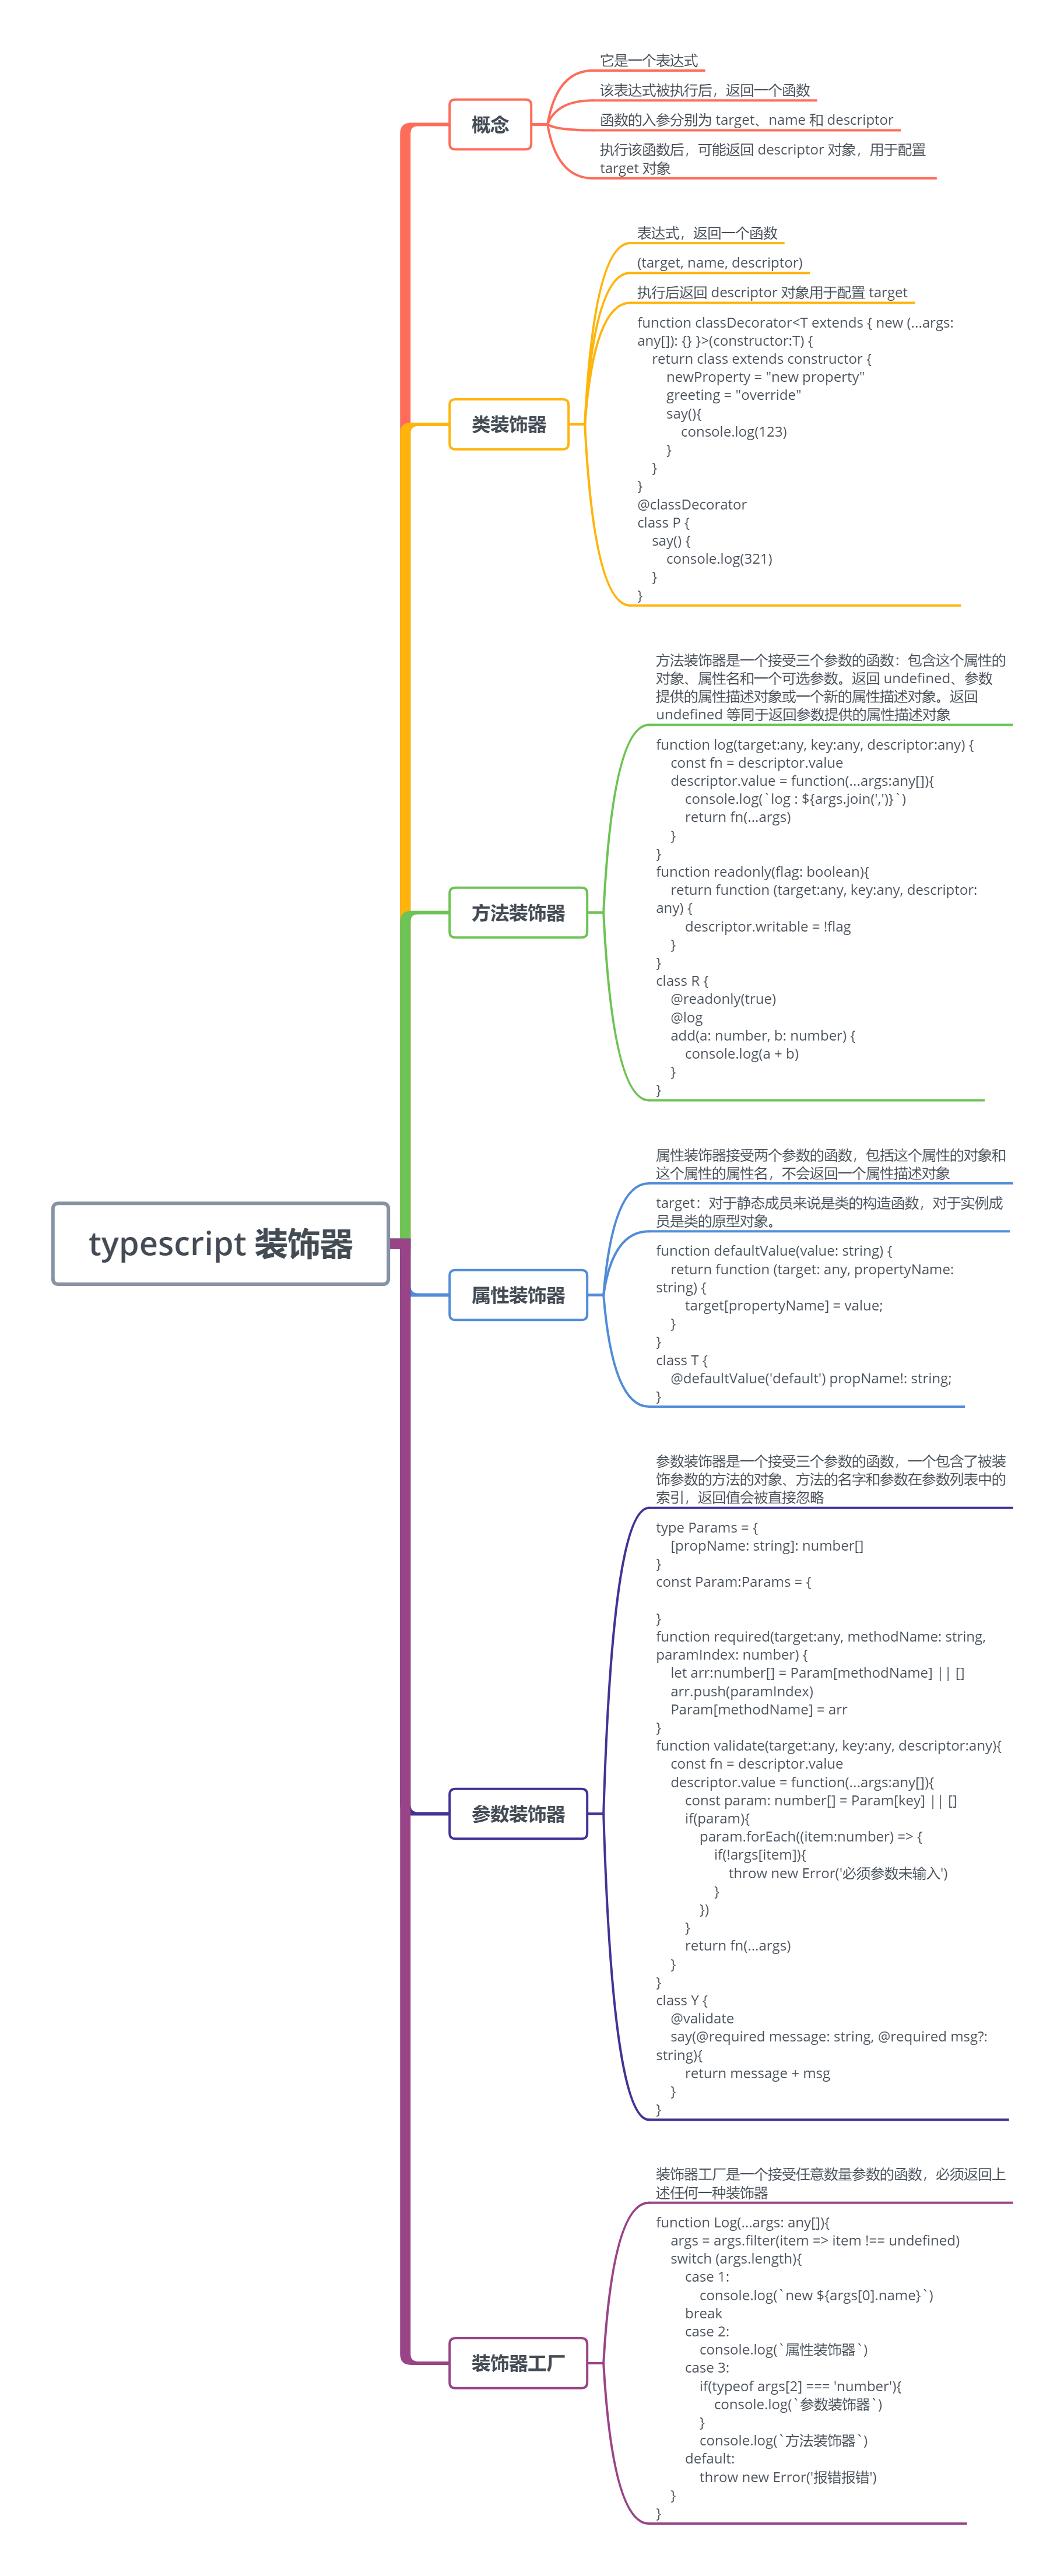 typescript 装饰器
概念
它是一个表达式
该表达式被执行后，返回一个函数
函数的入参分别为 target、name 和 descriptor
执行该函数后，可能返回 descriptor 对象，用于配置
target 对象
类装饰器
表达式，返回一个函数
(target, name, descriptor)
执行后返回 descriptor 对象用于配置 target
function classDecorator<T extends { new (...args:
any[]): {} }>(constructor:T) {
    return class extends constructor {
        newProperty = "new property"
        greeting = "override"
        say(){
            console.log(123)
        }
    }
}
@classDecorator
class P {
    say() {
        console.log(321)
    }
}
方法装饰器
方法装饰器是一个接受三个参数的函数：包含这个属性的
对象、属性名和一个可选参数。返回 undefined、参数
提供的属性描述对象或一个新的属性描述对象。返回
undefined 等同于返回参数提供的属性描述对象
function log(target:any, key:any, descriptor:any) {
    const fn = descriptor.value
    descriptor.value = function(...args:any[]){
        console.log(`log : ${args.join(',')}`)
        return fn(...args)
    }
}
function readonly(flag: boolean){
    return function (target:any, key:any, descriptor:
any) {
        descriptor.writable = !flag
    }
}
class R {
    @readonly(true)
    @log
    add(a: number, b: number) {
        console.log(a + b)
    }
}
属性装饰器
属性装饰器接受两个参数的函数，包括这个属性的对象和
这个属性的属性名，不会返回一个属性描述对象
target：对于静态成员来说是类的构造函数，对于实例成
员是类的原型对象。
function defaultValue(value: string) {
    return function (target: any, propertyName:
string) {
        target[propertyName] = value;
    }
}
class T {
    @defaultValue('default') propName!: string;
}
参数装饰器
参数装饰器是一个接受三个参数的函数，一个包含了被装
饰参数的方法的对象、方法的名字和参数在参数列表中的
索引，返回值会被直接忽略
type Params = {
    [propName: string]: number[]
}
const Param:Params = {

}
function required(target:any, methodName: string,
paramIndex: number) {
    let arr:number[] = Param[methodName] || []
    arr.push(paramIndex)
    Param[methodName] = arr
}
function validate(target:any, key:any, descriptor:any){
    const fn = descriptor.value
    descriptor.value = function(...args:any[]){
        const param: number[] = Param[key] || []
        if(param){
            param.forEach((item:number) => {
                if(!args[item]){
                    throw new Error('必须参数未输入')
                }
            })
        }
        return fn(...args)
    }
}
class Y {
    @validate
    say(@required message: string, @required msg?:
string){
        return message + msg
    }
}
装饰器工厂
装饰器工厂是一个接受任意数量参数的函数，必须返回上
述任何一种装饰器
function Log(...args: any[]){
    args = args.filter(item => item !== undefined)
    switch (args.length){
        case 1:
            console.log(`new ${args[0].name}`)
        break
        case 2:
            console.log(`属性装饰器`)
        case 3:
            if(typeof args[2] === 'number'){
                console.log(`参数装饰器`)
            }
            console.log(`方法装饰器`)
        default:
            throw new Error('报错报错')
    }
}